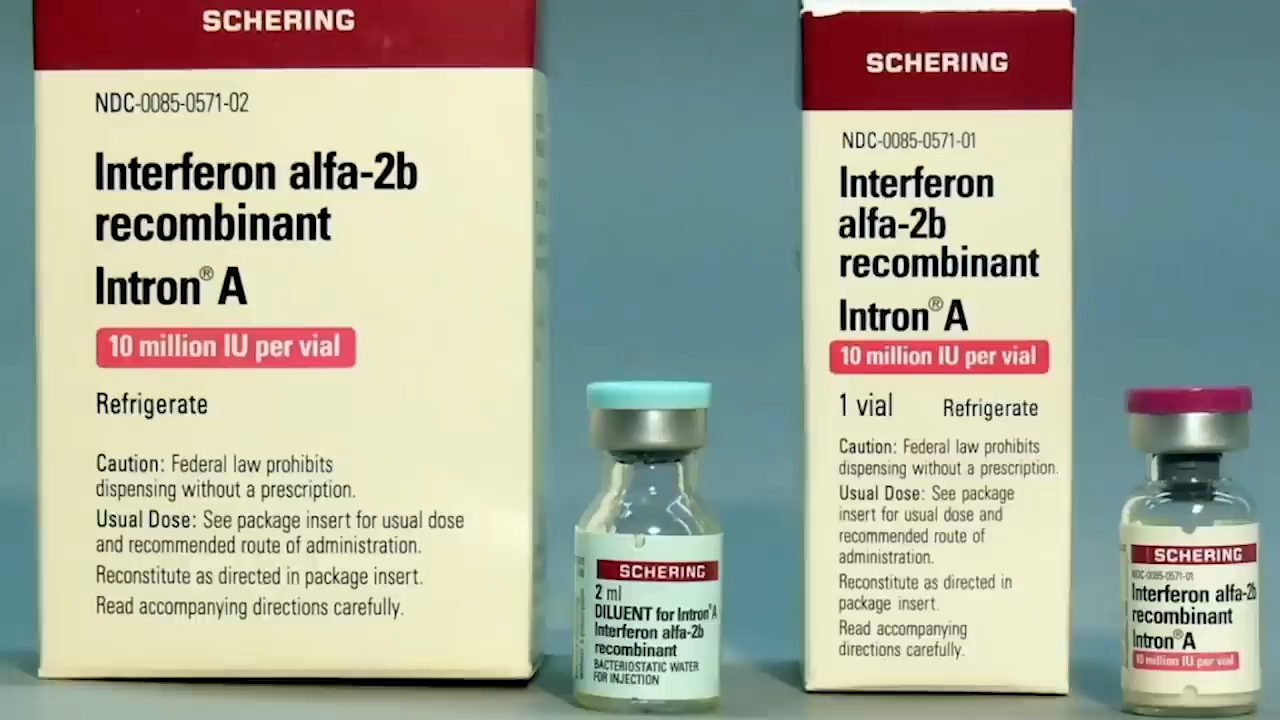 SCHERING
NDC-0085-0571-02
Interferon alfa-2b
recombinant
Intron® A
10 million IU per vial
Refrigerate
Caution: Federal law prohibits
dispensing without a prescription.
Usual Dose: See package insert for usual dose
and recommended route of administration.
Reconstitute as directed in package insert.
Read accompanying directions carefully.
SCHERING
2 ml
DILUENT for Intron® A
Interferon alfa-2b
recombinant
BACTERIOSTATIC WATER
FOR INJECTION
SCHERING
NDC-0085-0571-01
Interferon
alfa-2b
recombinant
Intron® A
10 million IU per vial
1 vial Refrigerate
Caution: Federal law prohibits
dispensing without a prescription.
Usual Dose: See package
insert for usual dose and
recommended route of
administration.
Reconstitute as directed in
package insert.
Read accompanying
directions carefully.
SCHERING
NDC-0085-0571-01
Interferon alfa-2b
recombinant
Intron® A
10 million IU per vial